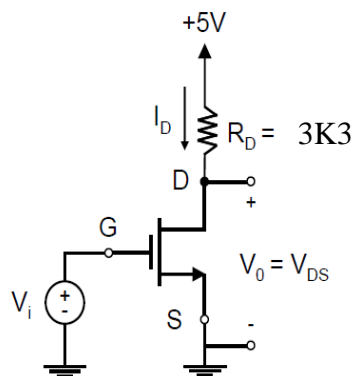 +5V
I_D
R_D = 3K3
D
+
G
V_0 = V_DS
+
-
V_i
S
-